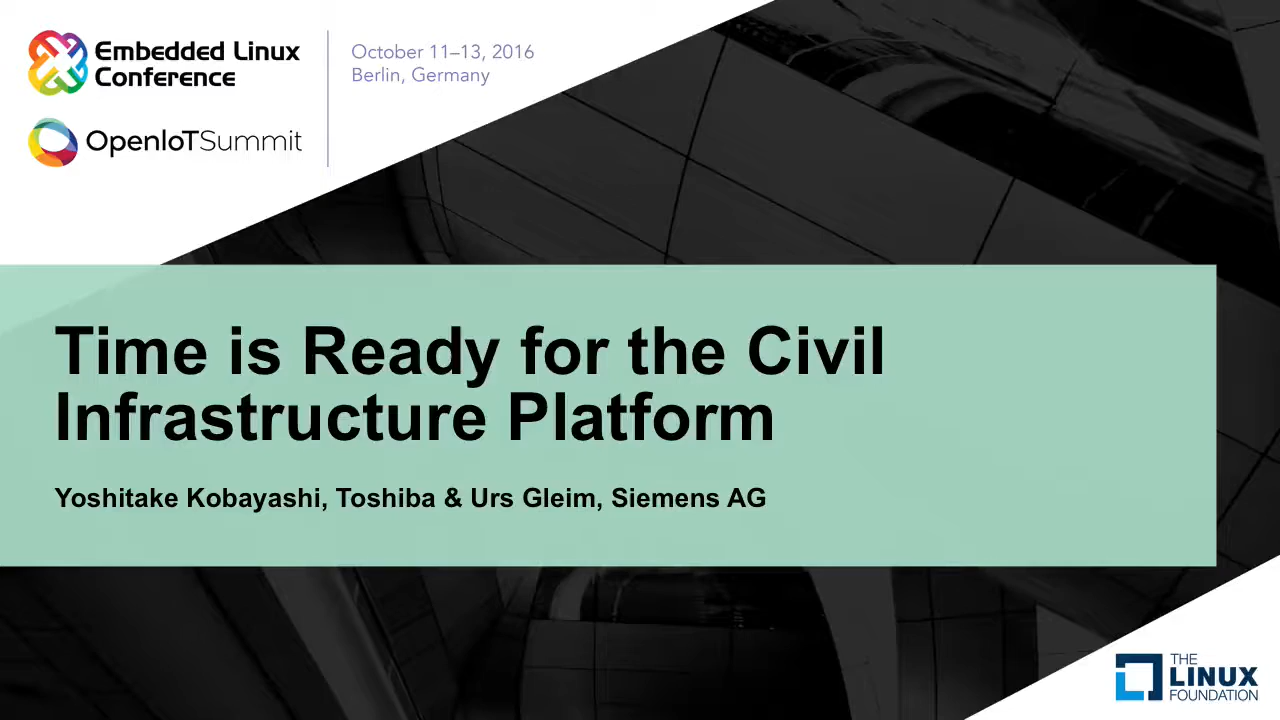 Embedded Linux
Conference
OpenIoTSummit
October 11–13, 2016
Berlin, Germany
Time is Ready for the Civil
Infrastructure Platform
Yoshitake Kobayashi, Toshiba & Urs Gleim, Siemens AG
THE
LINUX
FOUNDATION